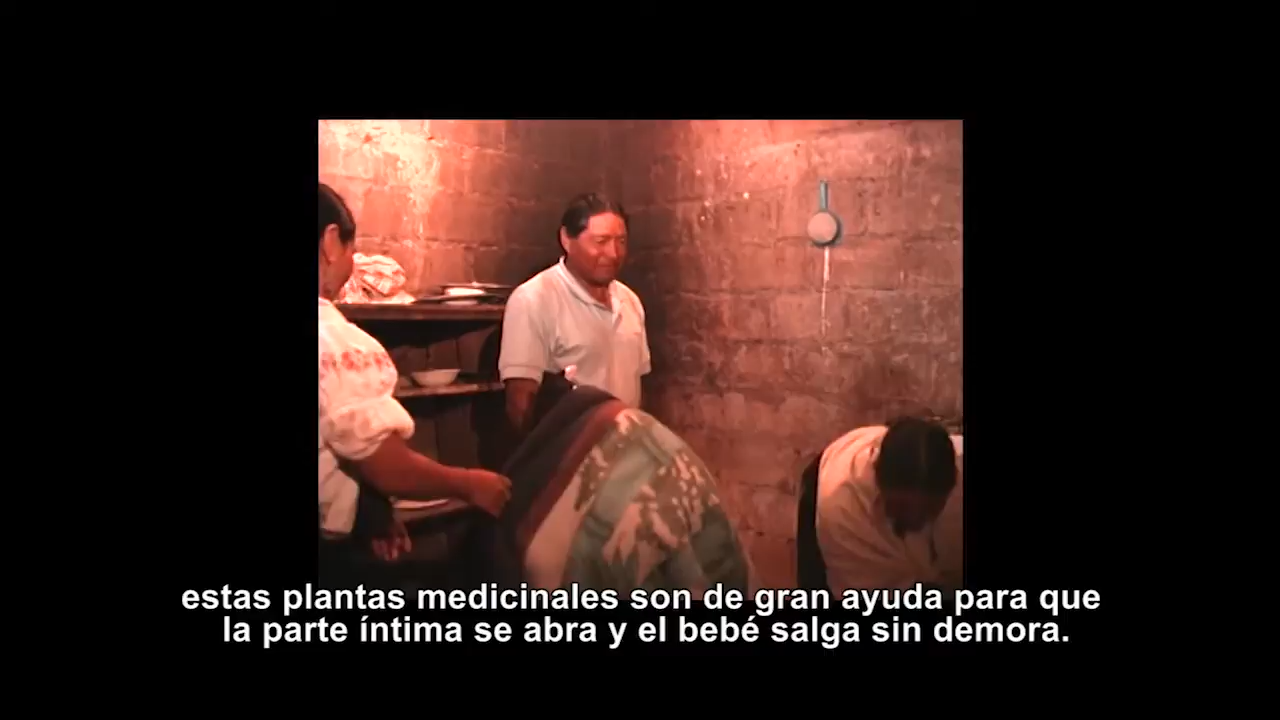 estas plantas medicinales son de gran ayuda para que
la parte íntima se abra y el bebé salga sin demora.